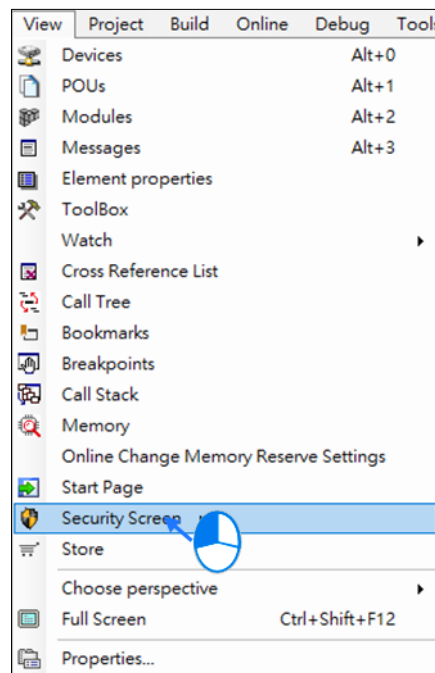 View Project Build Online Debug Tools
Devices Alt+0
POUs Alt+1
Modules Alt+2
Messages Alt+3
Element properties
ToolBox
Watch
Cross Reference List
Call Tree
Bookmarks
Breakpoints
Call Stack
Memory
Online Change Memory Reserve Settings
Start Page
Security Screen
Store
Choose perspective
Full Screen Ctrl+Shift+F12
Properties...